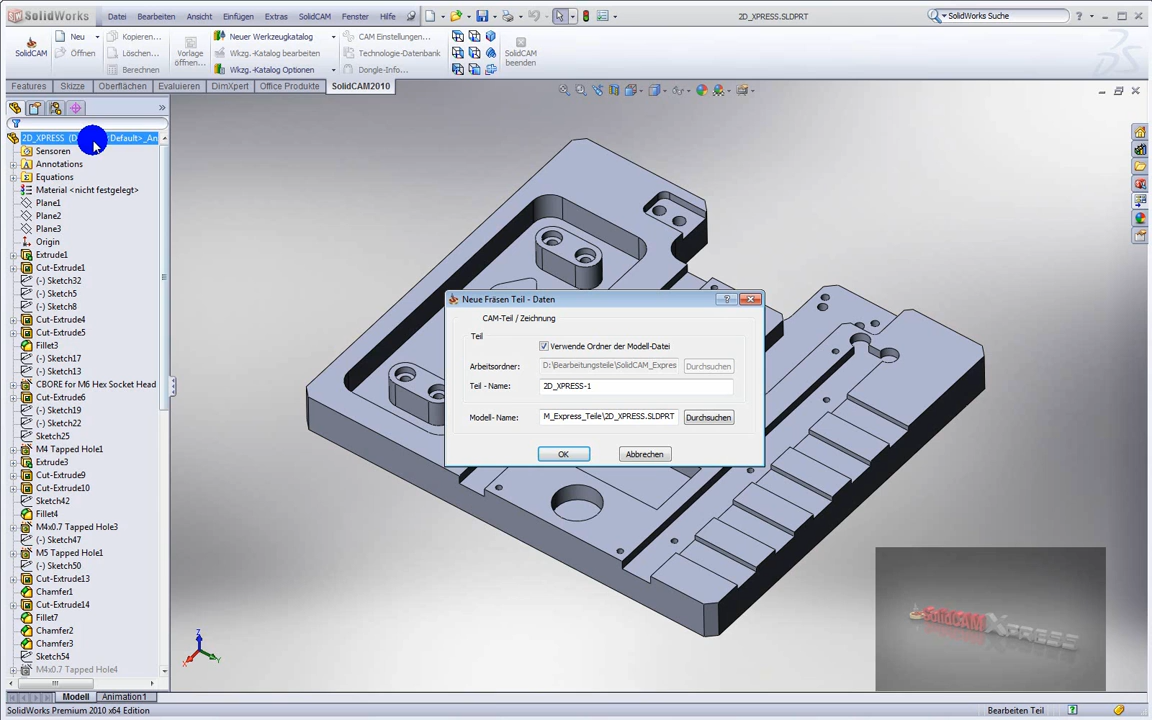 SolidWorks
Datei Bearbeiten Ansicht Einfügen Extras SolidCAM Fenster Hilfe
2D_XPRESS.SLDPRT
SolidWorks Suche
SolidCAM
Neu
Öffnen
Kopieren...
Löschen...
Berechnen
Vorlage
öffnen...
Neuer Werkzeugkatalog
Wkzg.-Katalog bearbeiten
Wkzg.-Katalog Optionen
CAM Einstellungen...
Technologie-Datenbank
Dongle-Info...
SolidCAM
beenden
Features Skizze Oberflächen Evaluieren DimXpert Office Produkte SolidCAM2010
2D_XPRESS Default>_An
Sensoren
Annotations
Equations
Material <nicht festgelegt>
Plane1
Plane2
Plane3
Origin
Extrude1
Cut-Extrude1
(-) Sketch32
(-) Sketch5
(-) Sketch8
Cut-Extrude4
Cut-Extrude5
Fillet3
(-) Sketch17
(-) Sketch13
CBORE for M6 Hex Socket Head
Cut-Extrude6
(-) Sketch19
(-) Sketch22
Sketch25
M4 Tapped Hole1
Extrude3
Cut-Extrude9
Cut-Extrude10
Sketch42
Fillet4
M4x0.7 Tapped Hole3
(-) Sketch47
M5 Tapped Hole1
(-) Sketch50
Cut-Extrude13
Chamfer1
Cut-Extrude14
Fillet7
Chamfer2
Chamfer3
Sketch54
M4x0.7 Tapped Hole4
Neue Fräsen Teil - Daten
CAM-Teil / Zeichnung
Teil
Verwende Ordner der Modell-Datei
Arbeitsordner: D:\Bearbeitungsteile\SolidCAM_Expres Durchsuchen
Teil - Name: 2D_XPRESS-1
Modell- Name: M_Express_Teile\2D_XPRESS.SLDPRT Durchsuchen
OK Abbrechen
SolidCAM Xpress
Z
X
Y
Modell Animation1
SolidWorks Premium 2010 x64 Edition
Bearbeiten Teil